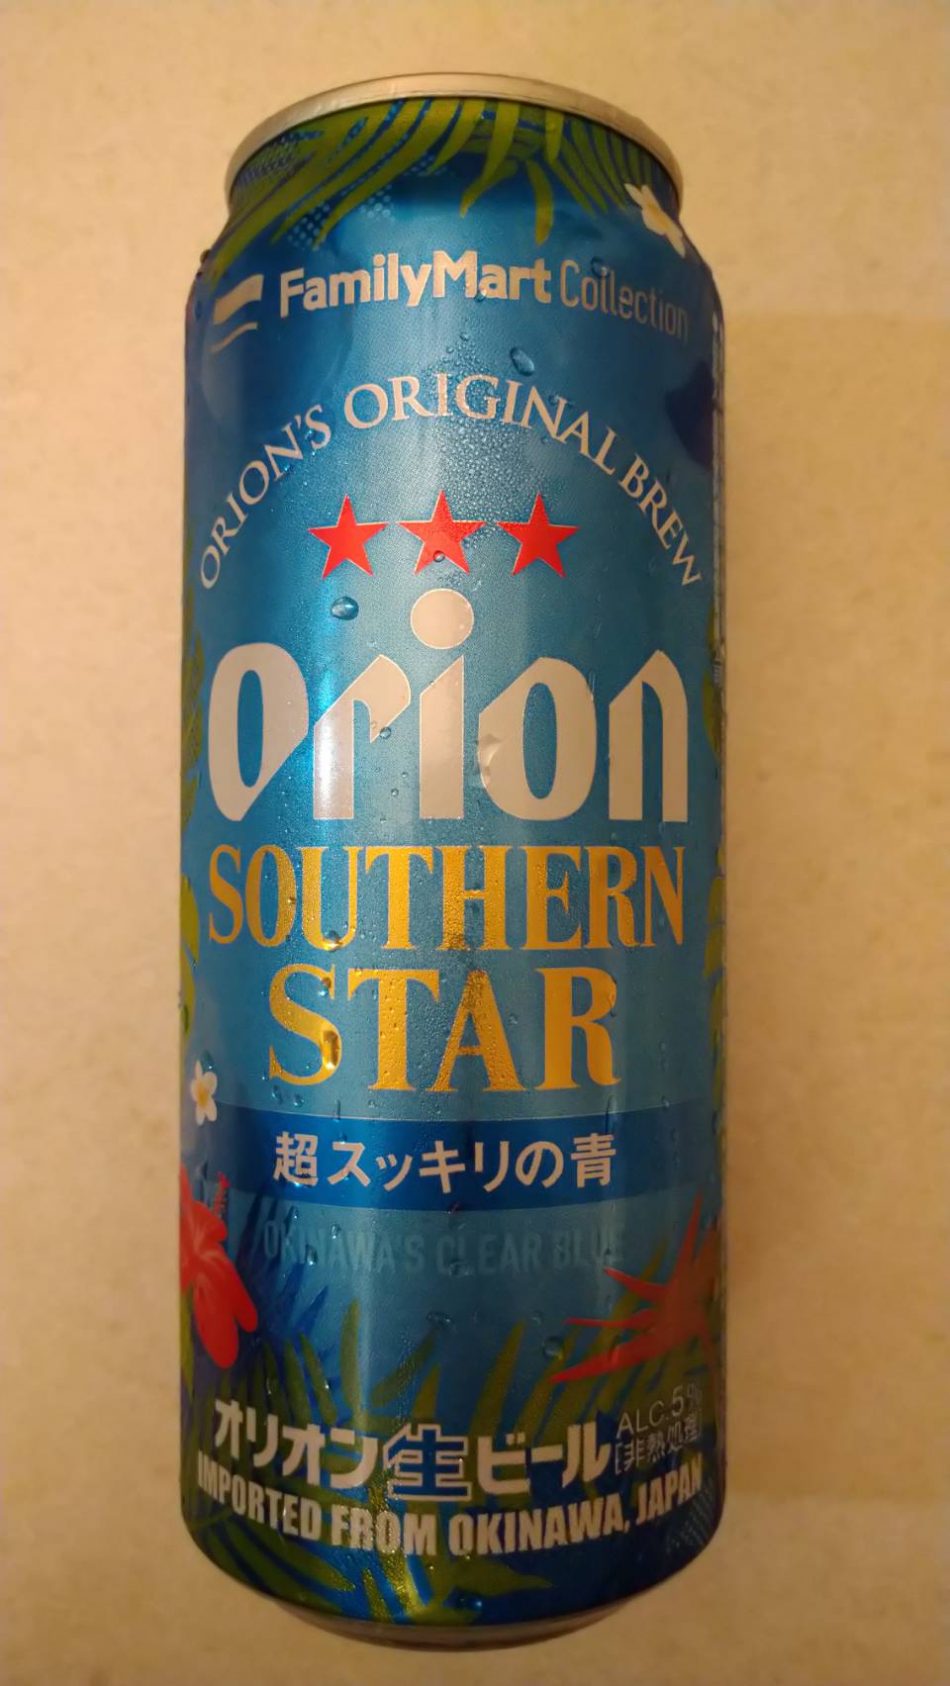 FamilyMart Collection
ORION'S ORIGINAL BREW
orion
SOUTHERN
STAR
超スッキリの青
OKINAWA'S CLEAR BLUE
オリオン生ビール
ALC.5%
[非熱処理]
IMPORTED FROM OKINAWA, JAPAN